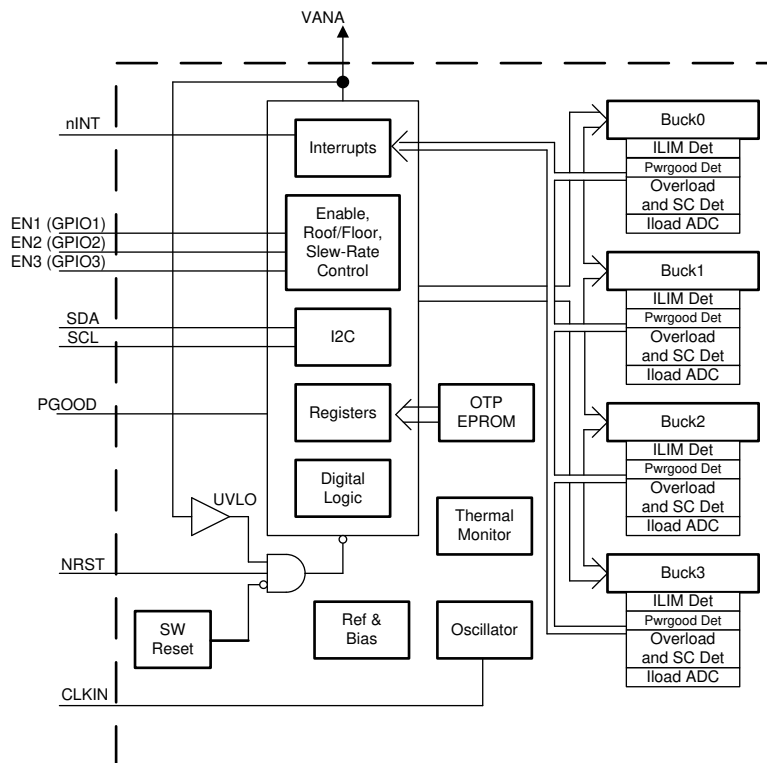 VANA
nINT
Interrupts
EN1 (GPIO1)
EN2 (GPIO2)
EN3 (GPIO3)
Enable,
Roof/Floor,
Slew-Rate
Control
SDA
SCL
I2C
PGOOD
Registers
OTP
EPROM
Digital
Logic
UVLO
Thermal
Monitor
NRST
SW
Reset
Ref &
Bias
Oscillator
CLKIN
Buck0
ILIM Det
Pwrgood Det
Overload
and SC Det
Iload ADC
Buck1
ILIM Det
Pwrgood Det
Overload
and SC Det
Iload ADC
Buck2
ILIM Det
Pwrgood Det
Overload
and SC Det
Iload ADC
Buck3
ILIM Det
Pwrgood Det
Overload
and SC Det
Iload ADC